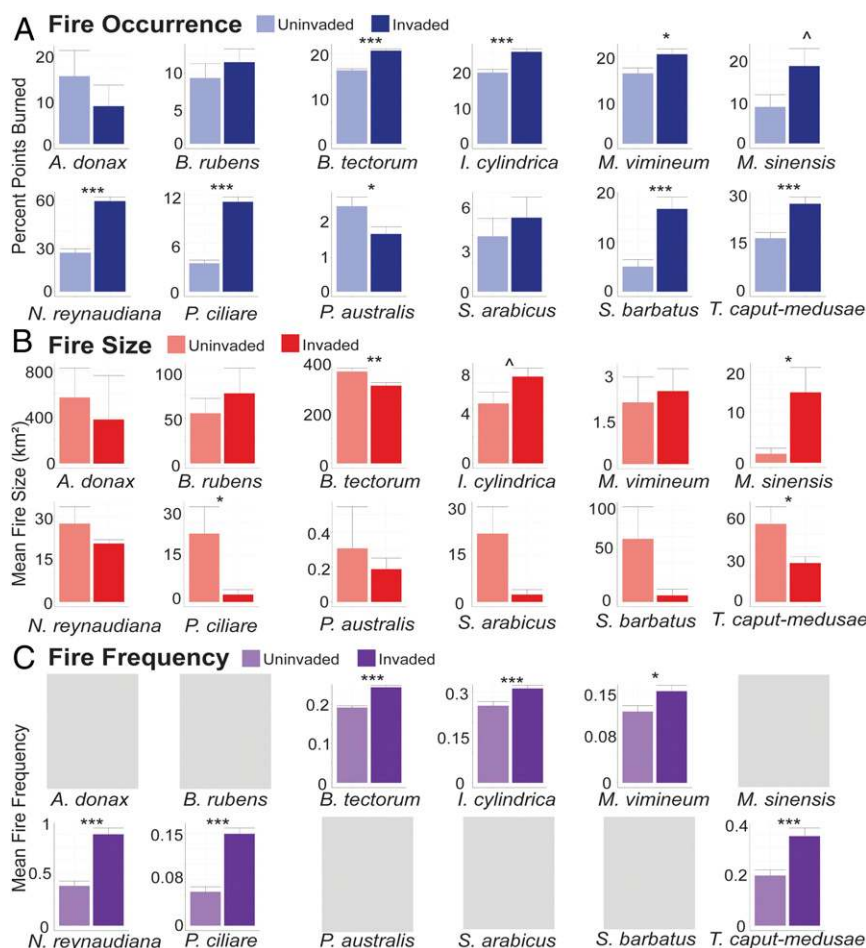 A Fire Occurrence Uninvaded Invaded
Percent Points Burned
20 10 0
10 5 0
*** 20 10 0
*** 20 10 0
* 20 10 0
^ 20 10 0
A. donax B. rubens B. tectorum I. cylindrica M. vimineum M. sinensis
*** 60 30 0
*** 12 6 0
* 2 1 0
6 3 0
*** 20 10 0
*** 30 15 0
N. reynaudiana P. ciliare P. australis S. arabicus S. barbatus T. caput-medusae
B Fire Size Uninvaded Invaded
Mean Fire Size (km²)
800 400 0
100 50 0
** 400 200 0
^ 8 4 0
3 1.5 0
* 20 10 0
A. donax B. rubens B. tectorum I. cylindrica M. vimineum M. sinensis
30 15 0
* 30 15 0
0.4 0.2 0
30 15 0
100 50 0
* 60 30 0
N. reynaudiana P. ciliare P. australis S. arabicus S. barbatus T. caput-medusae
C Fire Frequency Uninvaded Invaded
Mean Fire Frequency
*** 0.2 0.1 0
*** 0.3 0.15 0
* 0.15 0.08 0
A. donax B. rubens B. tectorum I. cylindrica M. vimineum M. sinensis
*** 1 0.5 0
*** 0.15 0.08 0
*** 0.4 0.2 0
N. reynaudiana P. ciliare P. australis S. arabicus S. barbatus T. caput-medusae